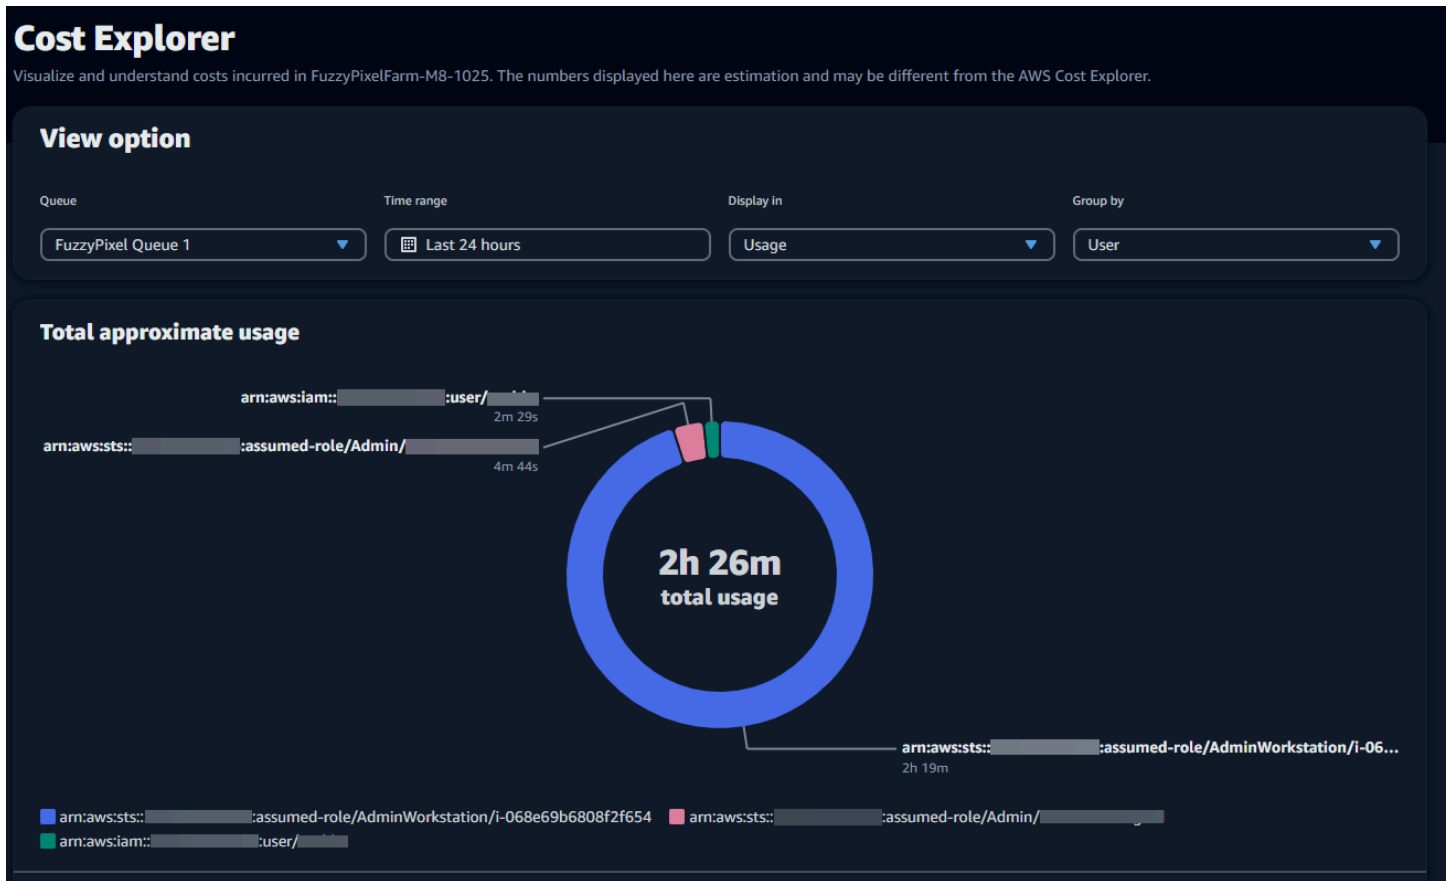 Cost Explorer
Visualize and understand costs incurred in FuzzyPixelFarm-M8-1025. The numbers displayed here are estimation and may be different from the AWS Cost Explorer.
View option
Queue Time range Display in Group by
FuzzyPixel Queue 1 Last 24 hours Usage User
Total approximate usage
arn:aws:iam:: :user/
2m 29s
arn:aws:sts:: :assumed-role/Admin/
4m 44s
2h 26m
total usage
arn:aws:sts:: :assumed-role/AdminWorkstation/i-06...
2h 19m
arn:aws:sts:: :assumed-role/AdminWorkstation/i-068e69b6808f2f654 arn:aws:sts:: :assumed-role/Admin/
arn:aws:iam:: :user/